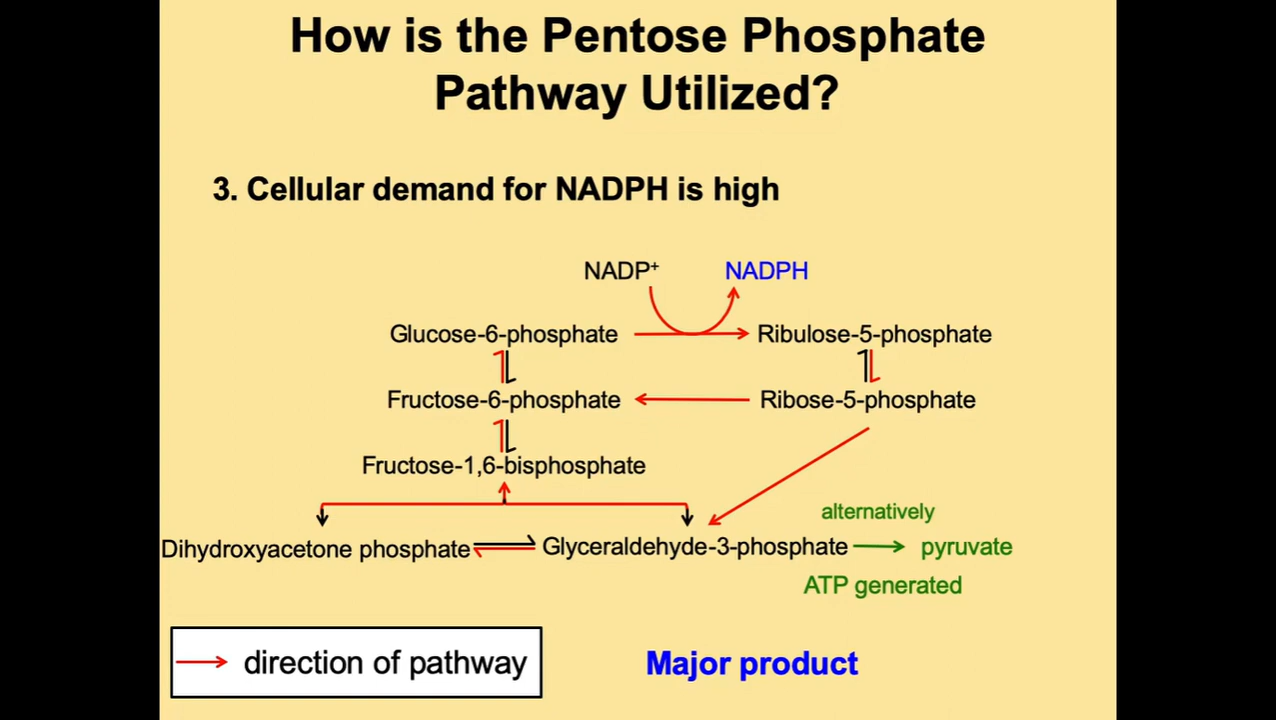 How is the Pentose Phosphate
Pathway Utilized?
3. Cellular demand for NADPH is high
NADP⁺ NADPH
Glucose-6-phosphate Ribulose-5-phosphate
Fructose-6-phosphate Ribose-5-phosphate
Fructose-1,6-bisphosphate
alternatively
Dihydroxyacetone phosphate Glyceraldehyde-3-phosphate pyruvate
ATP generated
direction of pathway Major product